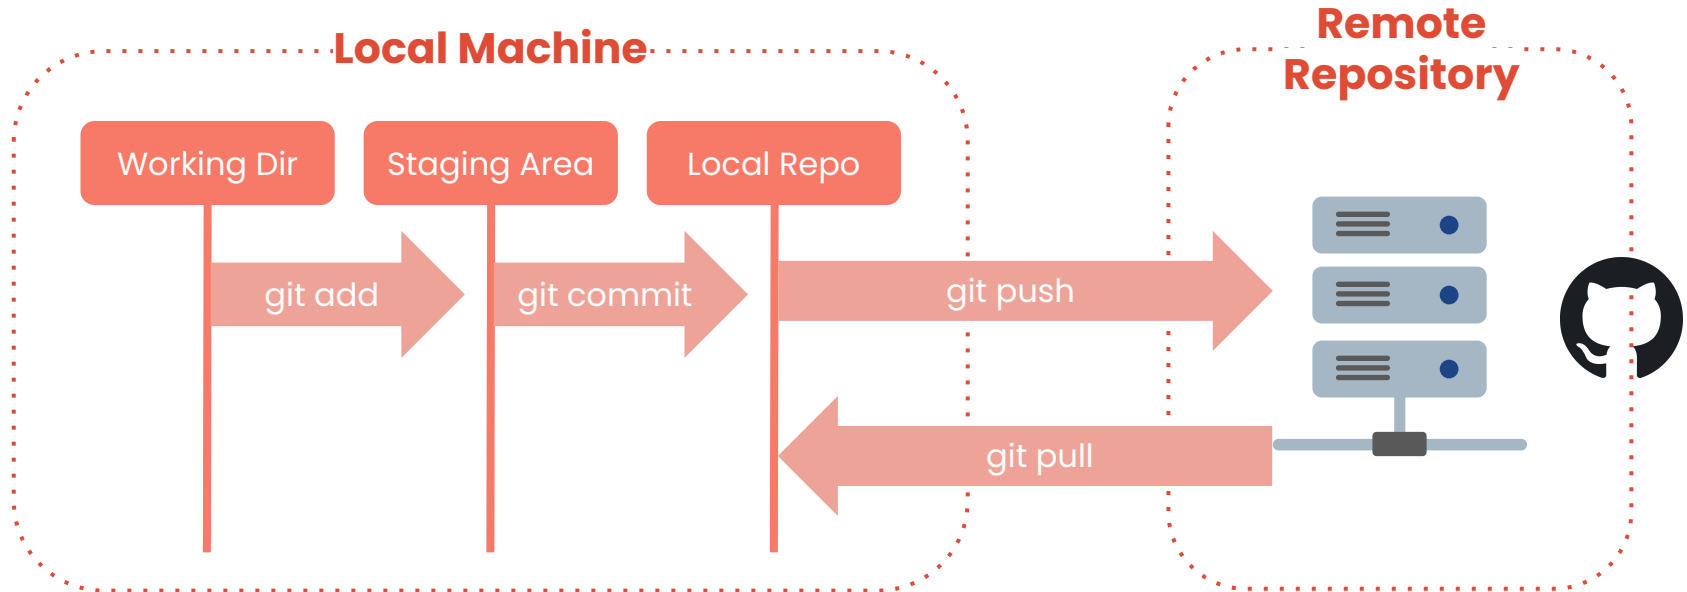 Local Machine
Remote
Repository
Working Dir
Staging Area
Local Repo
git add
git commit
git push
git pull